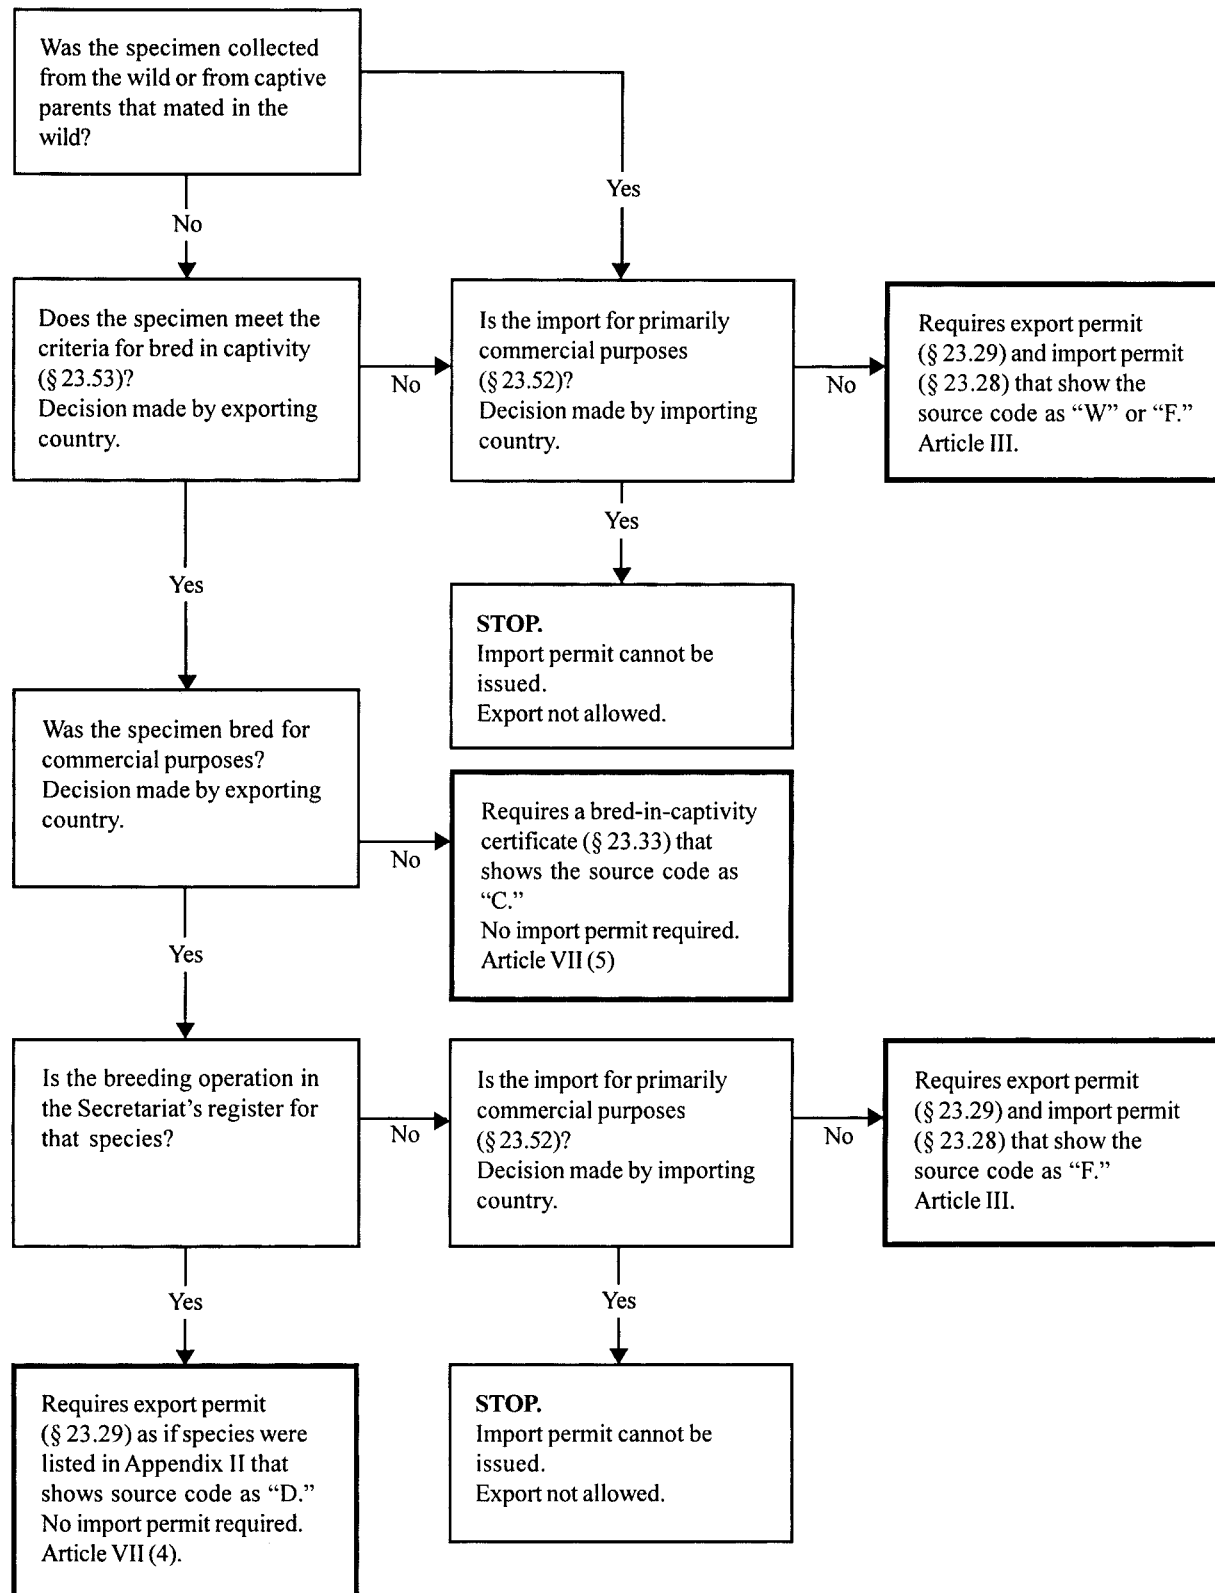 Was the specimen collected
from the wild or from captive
parents that mated in the
wild?
Yes
No
Does the specimen meet the
criteria for bred in captivity
(§ 23.53)?
Decision made by exporting
country.
No
Is the import for primarily
commercial purposes
(§ 23.52)?
Decision made by importing
country.
No
Requires export permit
(§ 23.29) and import permit
(§ 23.28) that show the
source code as “W” or “F.”
Article III.
Yes
Yes
STOP.
Import permit cannot be
issued.
Export not allowed.
Was the specimen bred for
commercial purposes?
Decision made by exporting
country.
No
Requires a bred-in-captivity
certificate (§ 23.33) that
shows the source code as
“C.”
No import permit required.
Article VII (5)
Yes
Is the breeding operation in
the Secretariat’s register for
that species?
No
Is the import for primarily
commercial purposes
(§ 23.52)?
Decision made by importing
country.
No
Requires export permit
(§ 23.29) and import permit
(§ 23.28) that show the
source code as “F.”
Article III.
Yes
Yes
Requires export permit
(§ 23.29) as if species were
listed in Appendix II that
shows source code as “D.”
No import permit required.
Article VII (4).
STOP.
Import permit cannot be
issued.
Export not allowed.